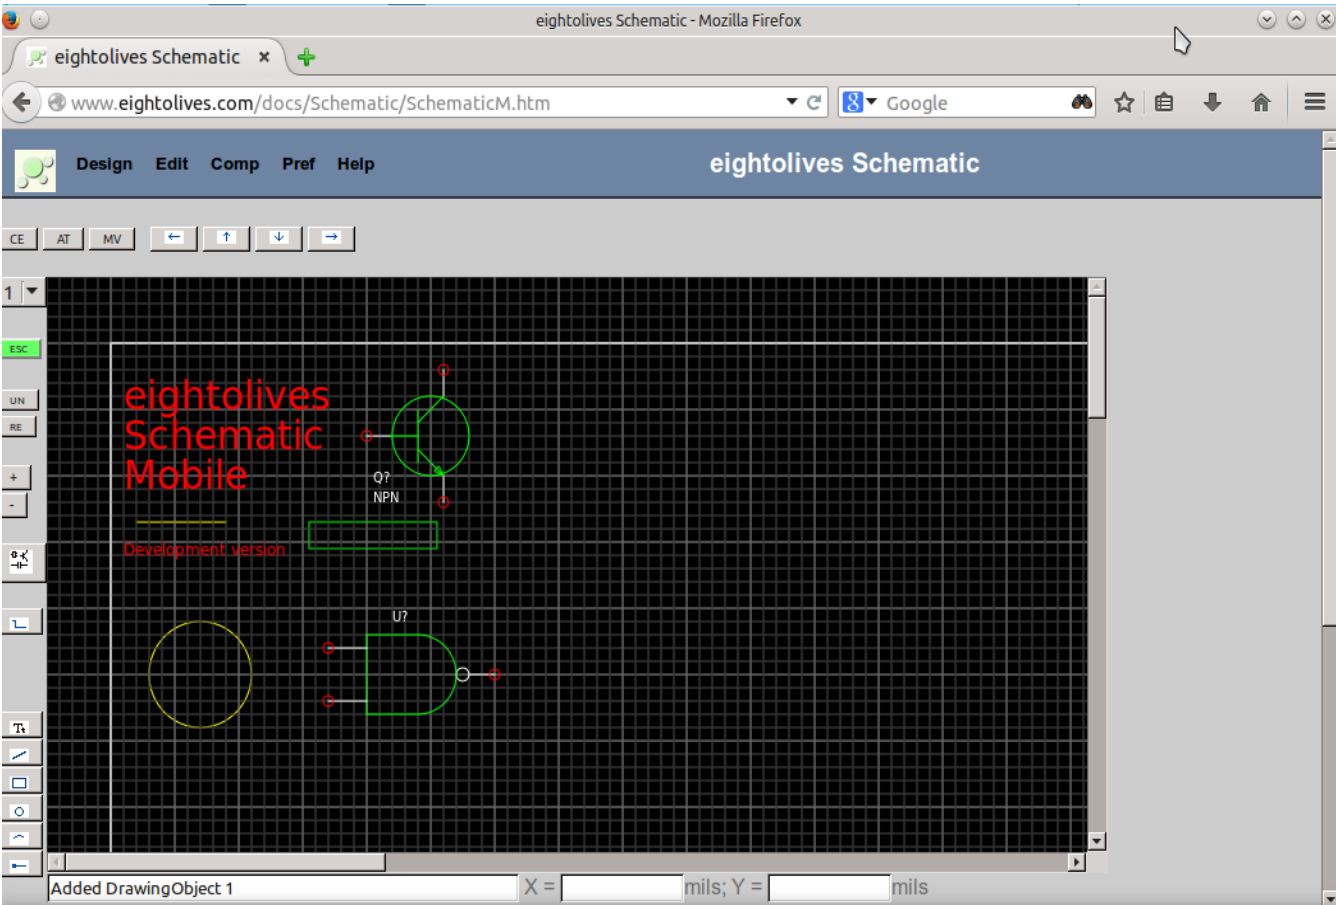 eightolives Schematic - Mozilla Firefox
eightolives Schematic
www.eightolives.com/docs/Schematic/SchematicM.htm
8
Google
Design Edit Comp Pref Help
eightolives Schematic
CE AT MV
1
ESC
UN
RE
+
-
eightolives
Schematic
Mobile
Q?
NPN
Development version
U?
Tt
Added DrawingObject 1
X =
mils; Y =
mils